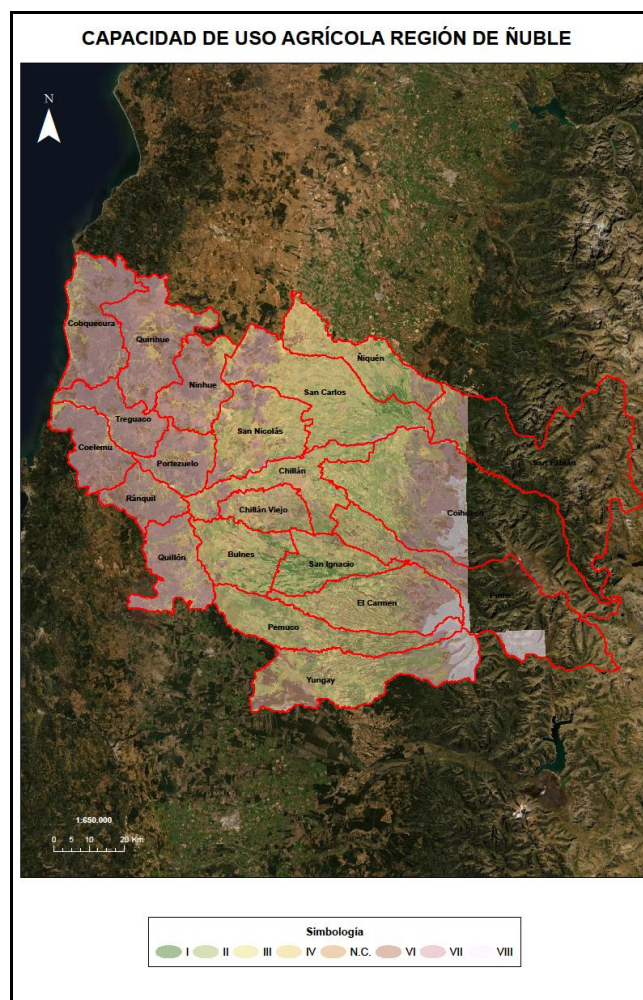 CAPACIDAD DE USO AGRÍCOLA REGIÓN DE ÑUBLE
N
Cobquecura
Quirihue
Ñiquén
Ninhue
San Carlos
Treguaco
San Nicolás
Coelemu
Portezuelo
San Fabián
Chillán
Ránquil
Chillán Viejo
Coihueco
Quillón
Bulnes
San Ignacio
Pinto
El Carmen
Pemuco
Yungay
1:650.000
0 5 10 20 Km
Simbología
I II III IV N.C. VI VII VIII